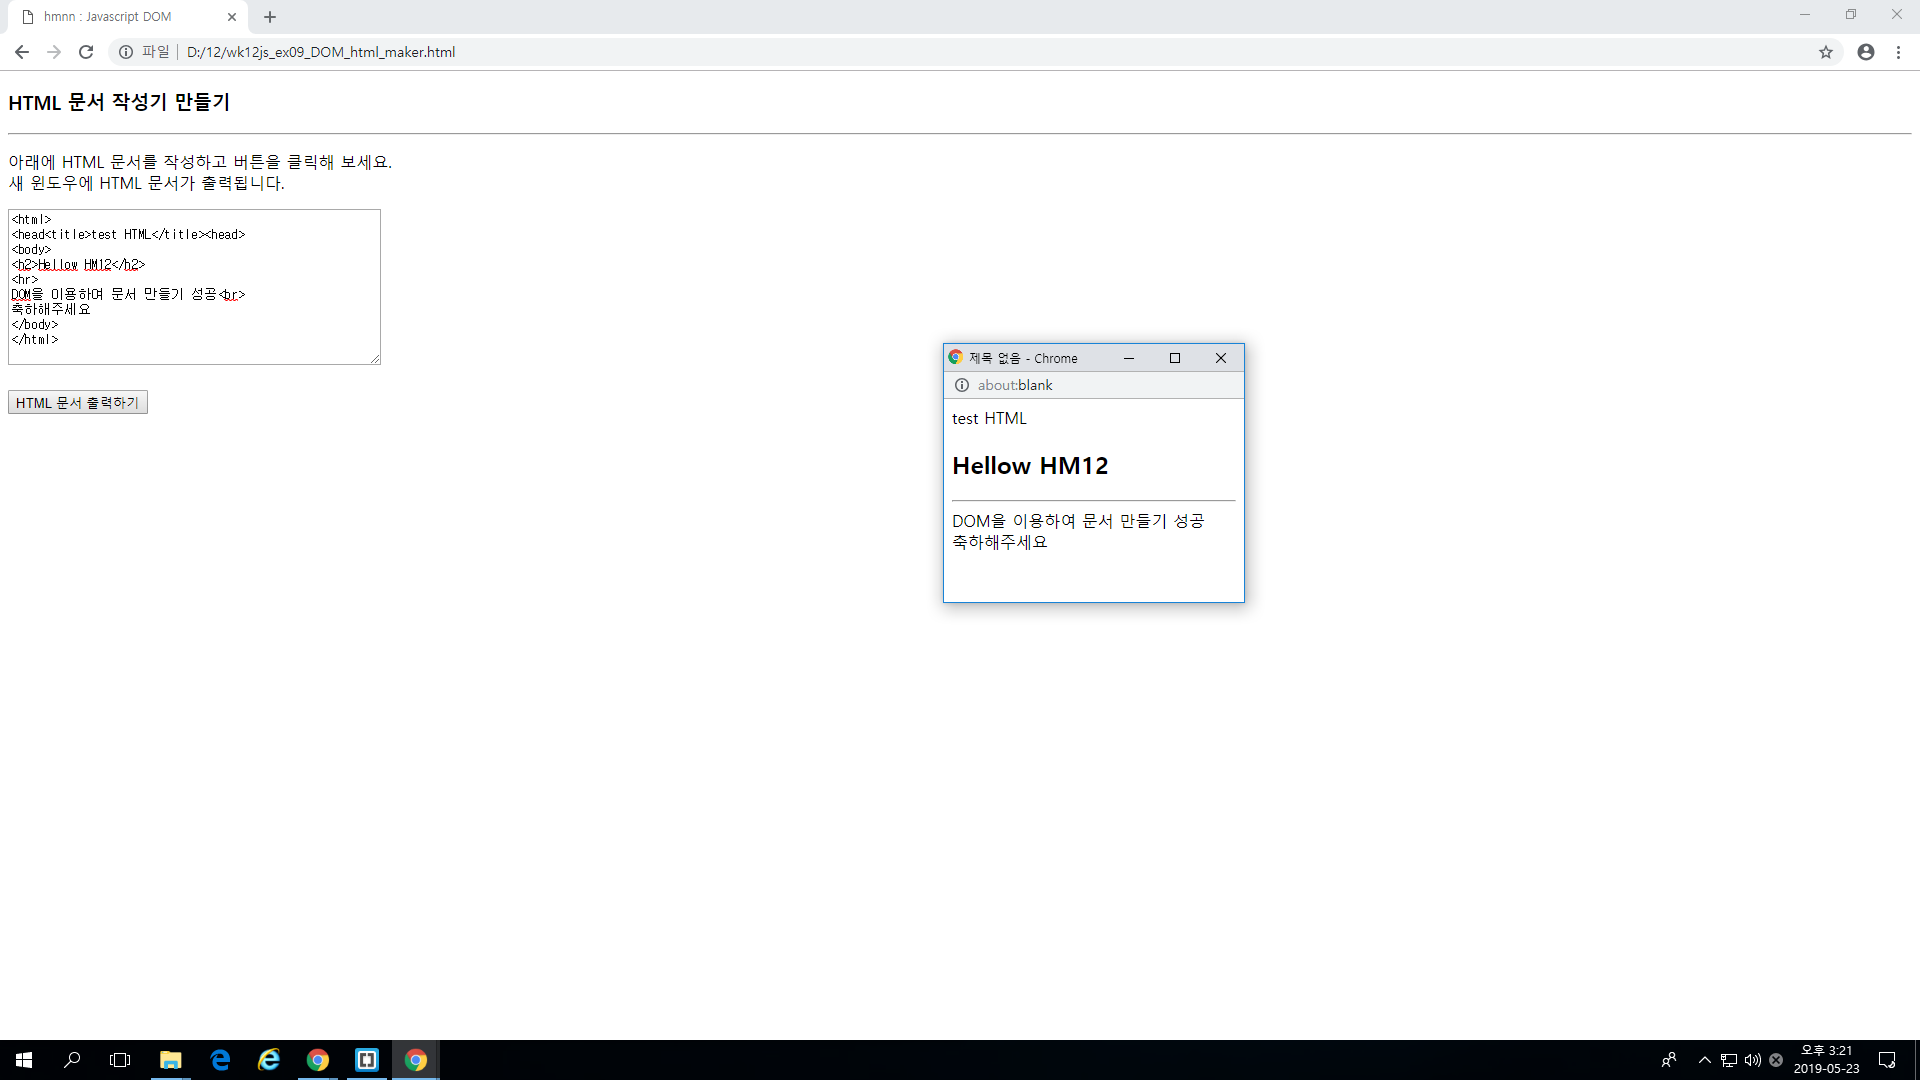 hmnn : Javascript DOM
파일 D:/12/wk12js_ex09_DOM_html_maker.html
HTML 문서 작성기 만들기
아래에 HTML 문서를 작성하고 버튼을 클릭해 보세요.
새 윈도우에 HTML 문서가 출력됩니다.
<html>
<head<title>test HTML</title><head>
<body>
<h2>Hellow HM12</h2>
<hr>
DOM을 이용하여 문서 만들기 성공<br>
축하해주세요
</body>
</html>
HTML 문서 출력하기
제목 없음 - Chrome
about:blank
test HTML
Hellow HM12
DOM을 이용하여 문서 만들기 성공
축하해주세요
오후 3:21
2019-05-23